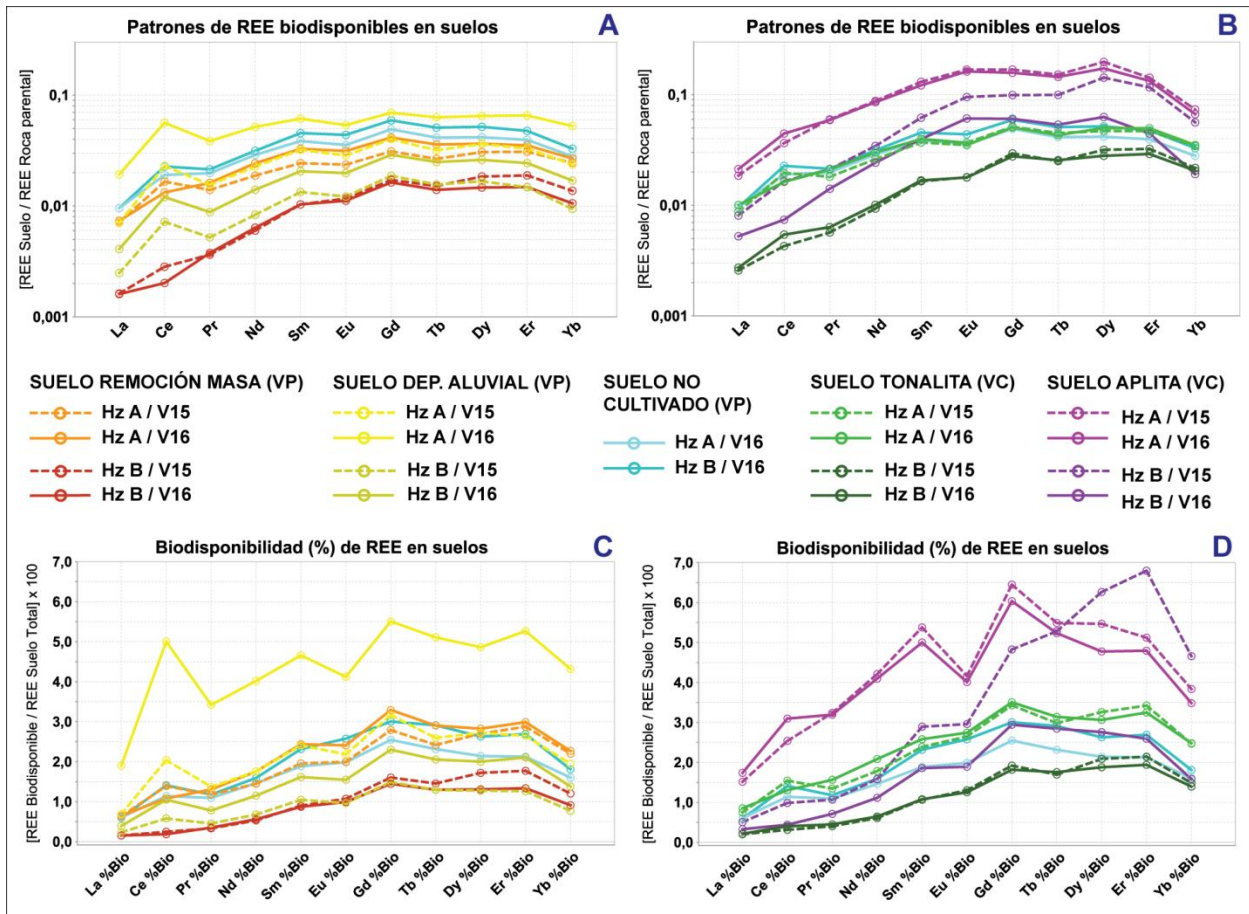 Patrones de REE biodisponibles en suelos
A
[REE Suelo / REE Roca parental]
0,1
0,01
0,001
La
Ce
Pr
Nd
Sm
Eu
Gd
Tb
Dy
Er
Yb
Patrones de REE biodisponibles en suelos
B
[REE Suelo / REE Roca parental]
0,1
0,01
0,001
La
Ce
Pr
Nd
Sm
Eu
Gd
Tb
Dy
Er
Yb
SUELO REMOCIÓN MASA (VP)
Hz A / V15
Hz A / V16
Hz B / V15
Hz B / V16
SUELO DEP. ALUVIAL (VP)
Hz A / V15
Hz A / V16
Hz B / V15
Hz B / V16
SUELO NO
CULTIVADO (VP)
Hz A / V16
Hz B / V16
SUELO TONALITA (VC)
Hz A / V15
Hz A / V16
Hz B / V15
Hz B / V16
SUELO APLITA (VC)
Hz A / V15
Hz A / V16
Hz B / V15
Hz B / V16
Biodisponibilidad (%) de REE en suelos
C
[REE Biodisponible / REE Suelo Total] x 100
7,0
6,0
5,0
4,0
3,0
2,0
1,0
0,0
La %Bio
Ce %Bio
Pr %Bio
Nd %Bio
Sm %Bio
Eu %Bio
Gd %Bio
Tb %Bio
Dy %Bio
Er %Bio
Yb %Bio
Biodisponibilidad (%) de REE en suelos
D
[REE Biodisponible / REE Suelo Total] x 100
7,0
6,0
5,0
4,0
3,0
2,0
1,0
0,0
La %Bio
Ce %Bio
Pr %Bio
Nd %Bio
Sm %Bio
Eu %Bio
Gd %Bio
Tb %Bio
Dy %Bio
Er %Bio
Yb %Bio